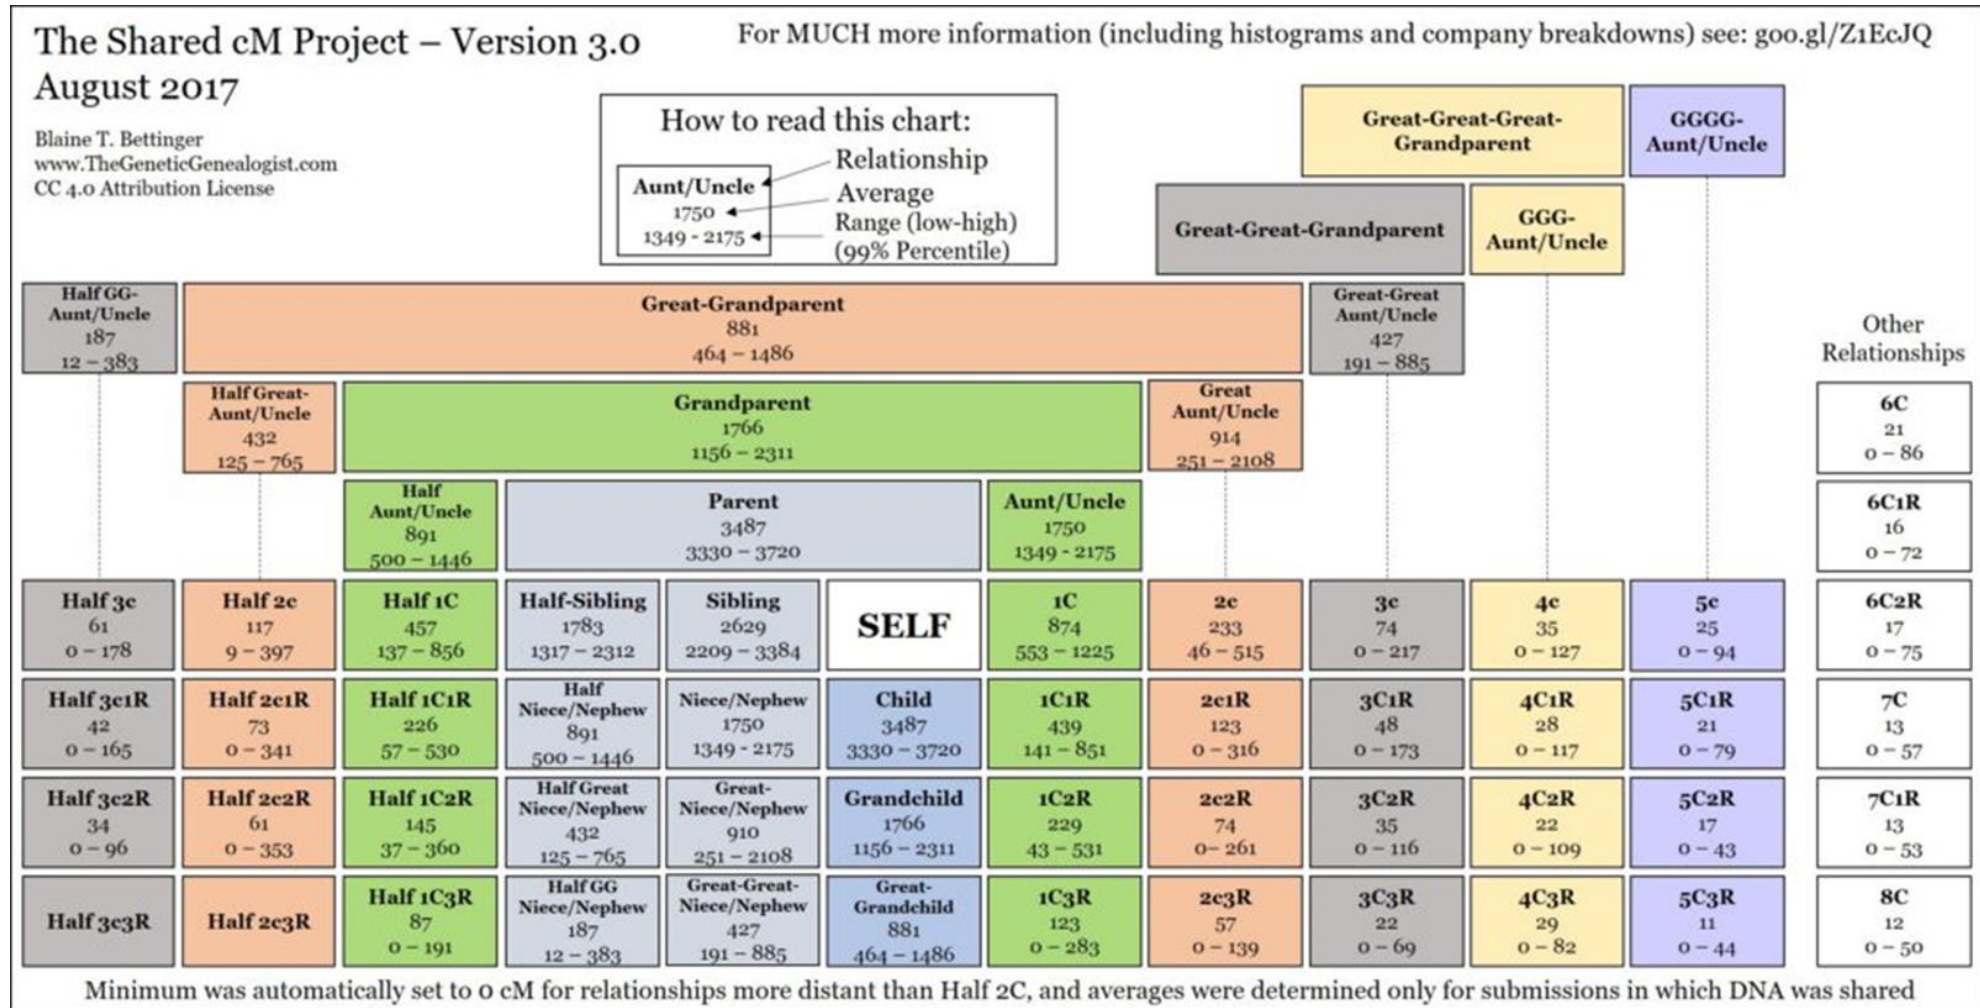 The Shared cM Project – Version 3.0
August 2017
For MUCH more information (including histograms and company breakdowns) see: goo.gl/Z1EcJQ
Blaine T. Bettinger
www.TheGeneticGenealogist.com
CC 4.0 Attribution License
How to read this chart:
Aunt/Uncle
1750
1349 - 2175
Relationship
Average
Range (low-high)
(99% Percentile)
Great-Great-Great-
Grandparent
GGGG-
Aunt/Uncle
Great-Great-Grandparent
GGG-
Aunt/Uncle
Half GG-
Aunt/Uncle
187
12 – 383
Great-Grandparent
881
464 – 1486
Great-Great
Aunt/Uncle
427
191 – 885
Other
Relationships
Half Great-
Aunt/Uncle
432
125 – 765
Grandparent
1766
1156 – 2311
Great
Aunt/Uncle
914
251 – 2108
6C
21
0 – 86
Half
Aunt/Uncle
891
500 – 1446
Parent
3487
3330 – 3720
Aunt/Uncle
1750
1349 - 2175
6C1R
16
0 – 72
Half 3c
61
0 – 178
Half 2c
117
9 – 397
Half 1C
457
137 – 856
Half-Sibling
1783
1317 – 2312
Sibling
2629
2209 – 3384
SELF
1C
874
553 – 1225
2c
233
46 – 515
3c
74
0 – 217
4c
35
0 – 127
5c
25
0 – 94
6C2R
17
0 – 75
Half 3c1R
42
0 – 165
Half 2c1R
73
0 – 341
Half 1C1R
226
57 – 530
Half
Niece/Nephew
891
500 – 1446
Niece/Nephew
1750
1349 - 2175
Child
3487
3330 – 3720
1C1R
439
141 – 851
2c1R
123
0 – 316
3C1R
48
0 – 173
4C1R
28
0 – 117
5C1R
21
0 – 79
7C
13
0 – 57
Half 3c2R
34
0 – 96
Half 2c2R
61
0 – 353
Half 1C2R
145
37 – 360
Half Great
Niece/Nephew
432
125 – 765
Great-
Niece/Nephew
910
251 – 2108
Grandchild
1766
1156 – 2311
1C2R
229
43 – 531
2c2R
74
0– 261
3C2R
35
0 – 116
4C2R
22
0 – 109
5C2R
17
0 – 43
7C1R
13
0 – 53
Half 3c3R
Half 2c3R
Half 1C3R
87
0 – 191
Half GG
Niece/Nephew
187
12 – 383
Great-Great-
Niece/Nephew
427
191 – 885
Great-
Grandchild
881
464 – 1486
1C3R
123
0 – 283
2c3R
57
0 – 139
3C3R
22
0 – 69
4C3R
29
0 – 82
5C3R
11
0 – 44
8C
12
0 – 50
Minimum was automatically set to 0 cM for relationships more distant than Half 2C, and averages were determined only for submissions in which DNA was shared